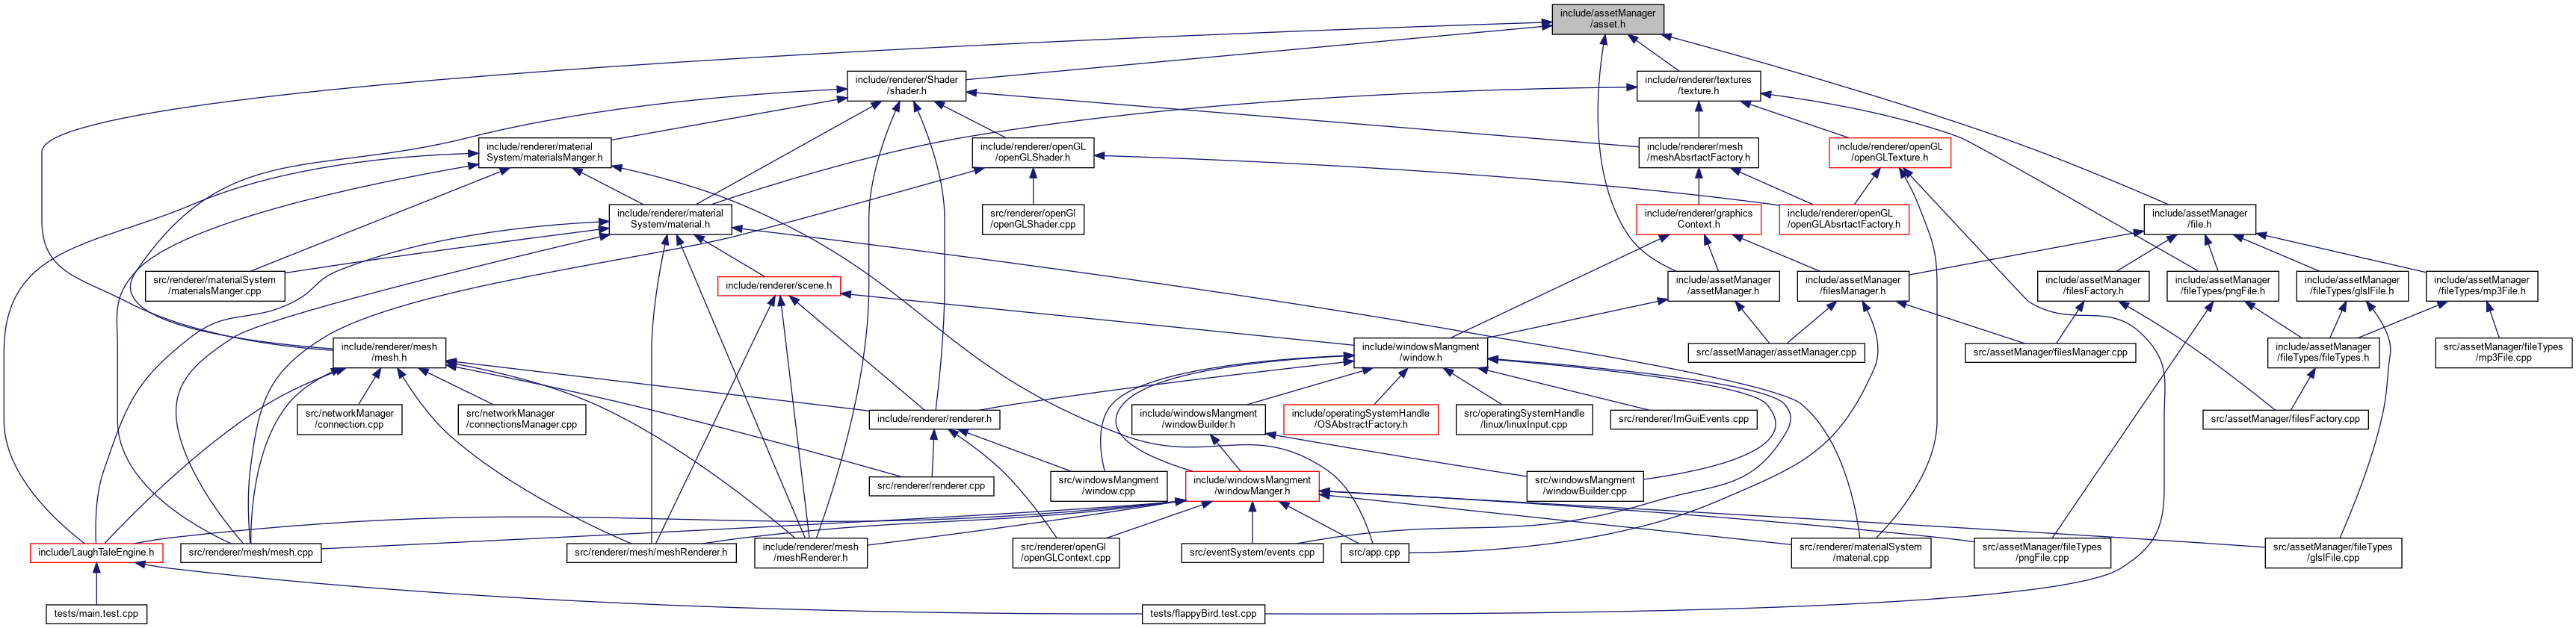 include/assetManager
/asset.h
include/renderer/Shader
/shader.h
include/renderer/textures
/texture.h
include/renderer/material
System/materialsManger.h
include/renderer/openGL
/openGLShader.h
include/renderer/mesh
/meshAbsrtactFactory.h
include/renderer/openGL
/openGLTexture.h
include/renderer/material
System/material.h
src/renderer/openGl
/openGLShader.cpp
include/renderer/graphics
Context.h
include/renderer/openGL
/openGLAbsrtactFactory.h
include/assetManager
/file.h
src/renderer/materialSystem
/materialsManger.cpp
include/renderer/scene.h
include/assetManager
/assetManager.h
include/assetManager
/filesManager.h
include/assetManager
/filesFactory.h
include/assetManager
/fileTypes/pngFile.h
include/assetManager
/fileTypes/glslFile.h
include/assetManager
/fileTypes/mp3File.h
include/renderer/mesh
/mesh.h
include/windowsMangment
/window.h
src/assetManager/assetManager.cpp
src/assetManager/filesManager.cpp
include/assetManager
/fileTypes/fileTypes.h
src/assetManager/fileTypes
/mp3File.cpp
src/networkManager
/connection.cpp
src/networkManager
/connectionsManager.cpp
include/renderer/renderer.h
include/windowsMangment
/windowBuilder.h
include/operatingSystemHandle
/OSAbstractFactory.h
src/operatingSystemHandle
/linux/linuxInput.cpp
src/renderer/ImGuiEvents.cpp
src/assetManager/filesFactory.cpp
src/renderer/renderer.cpp
src/windowsMangment
/window.cpp
include/windowsMangment
/windowManger.h
src/windowsMangment
/windowBuilder.cpp
include/LaughTaleEngine.h
src/renderer/mesh/mesh.cpp
src/renderer/mesh/meshRenderer.h
include/renderer/mesh
/meshRenderer.h
src/renderer/openGl
/openGLContext.cpp
src/eventSystem/events.cpp
src/app.cpp
src/renderer/materialSystem
/material.cpp
src/assetManager/fileTypes
/pngFile.cpp
src/assetManager/fileTypes
/glslFile.cpp
tests/main.test.cpp
tests/flappyBird.test.cpp